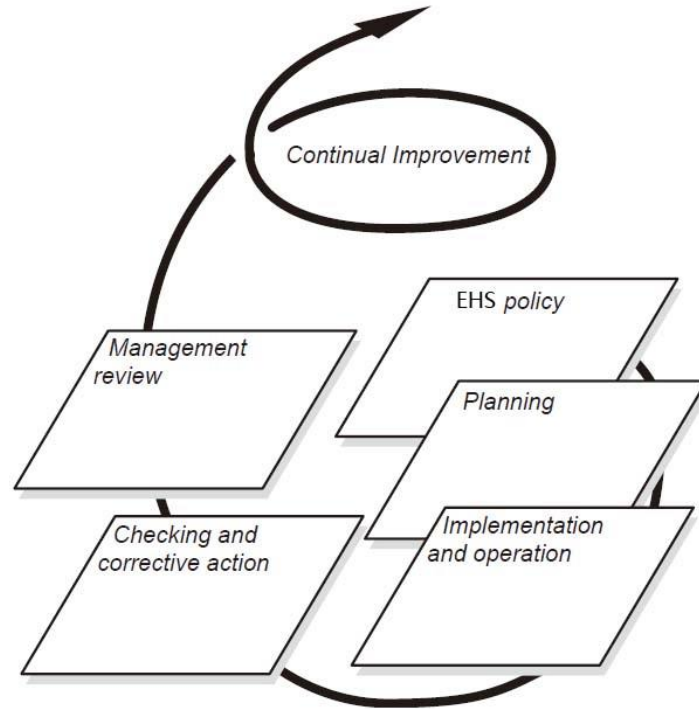 Continual Improvement
EHS policy
Management
review
Planning
Checking and
corrective action
Implementation
and operation